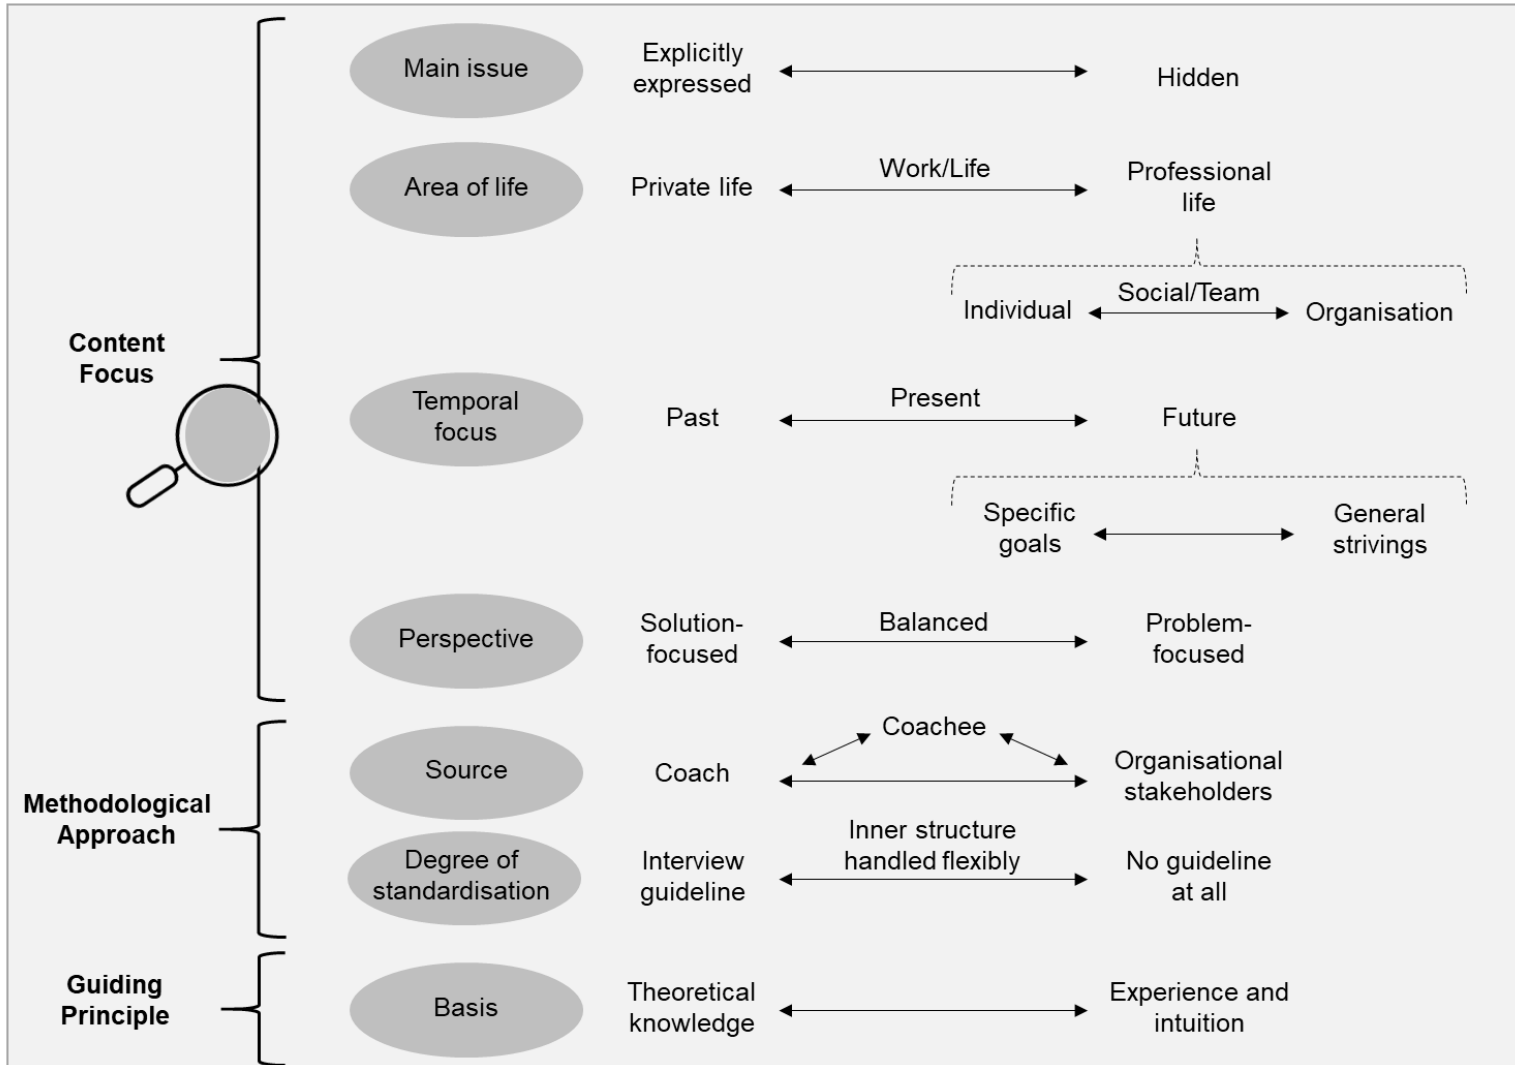 Main issue
Explicitly
expressed
Hidden
Area of life
Private life
Work/Life
Professional
life
Individual
Social/Team
Organisation
Content
Focus
Temporal
focus
Past
Present
Future
Specific
goals
General
strivings
Perspective
Solution-
focused
Balanced
Problem-
focused
Methodological
Approach
Source
Coach
Coachee
Organisational
stakeholders
Degree of
standardisation
Interview
guideline
Inner structure
handled flexibly
No guideline
at all
Guiding
Principle
Basis
Theoretical
knowledge
Experience and
intuition